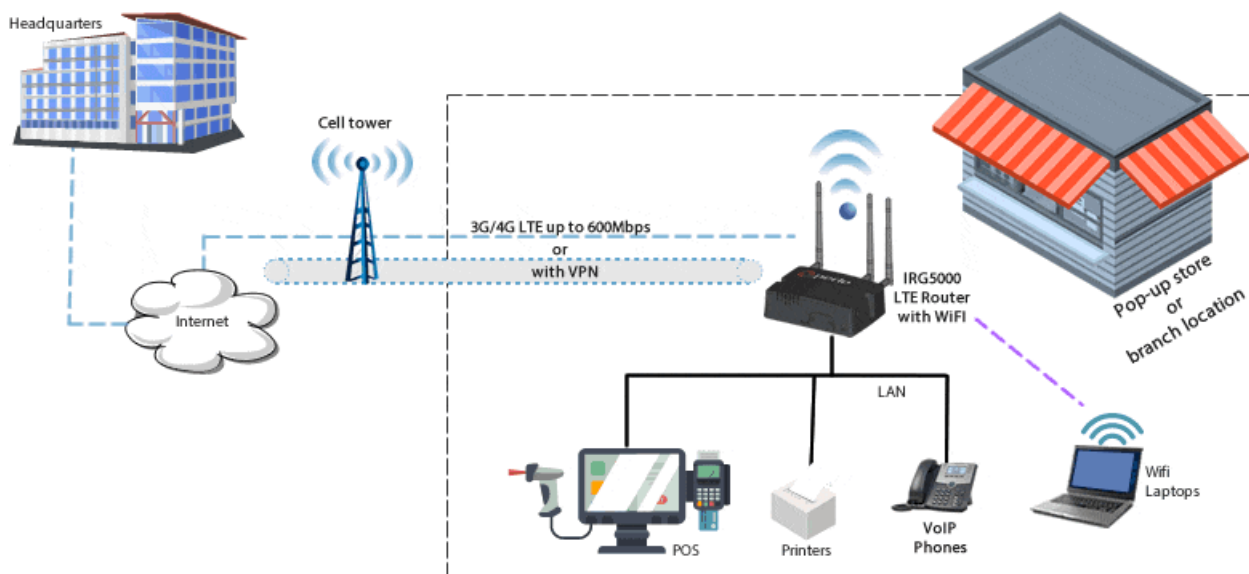 Headquarters
Cell tower
3G/4G LTE up to 600Mbps
or
with VPN
Internet
perle
IRG5000
LTE Router
with WiFI
Pop-up store
or
branch location
LAN
POS
Printers
VoIP
Phones
Wifi
Laptops